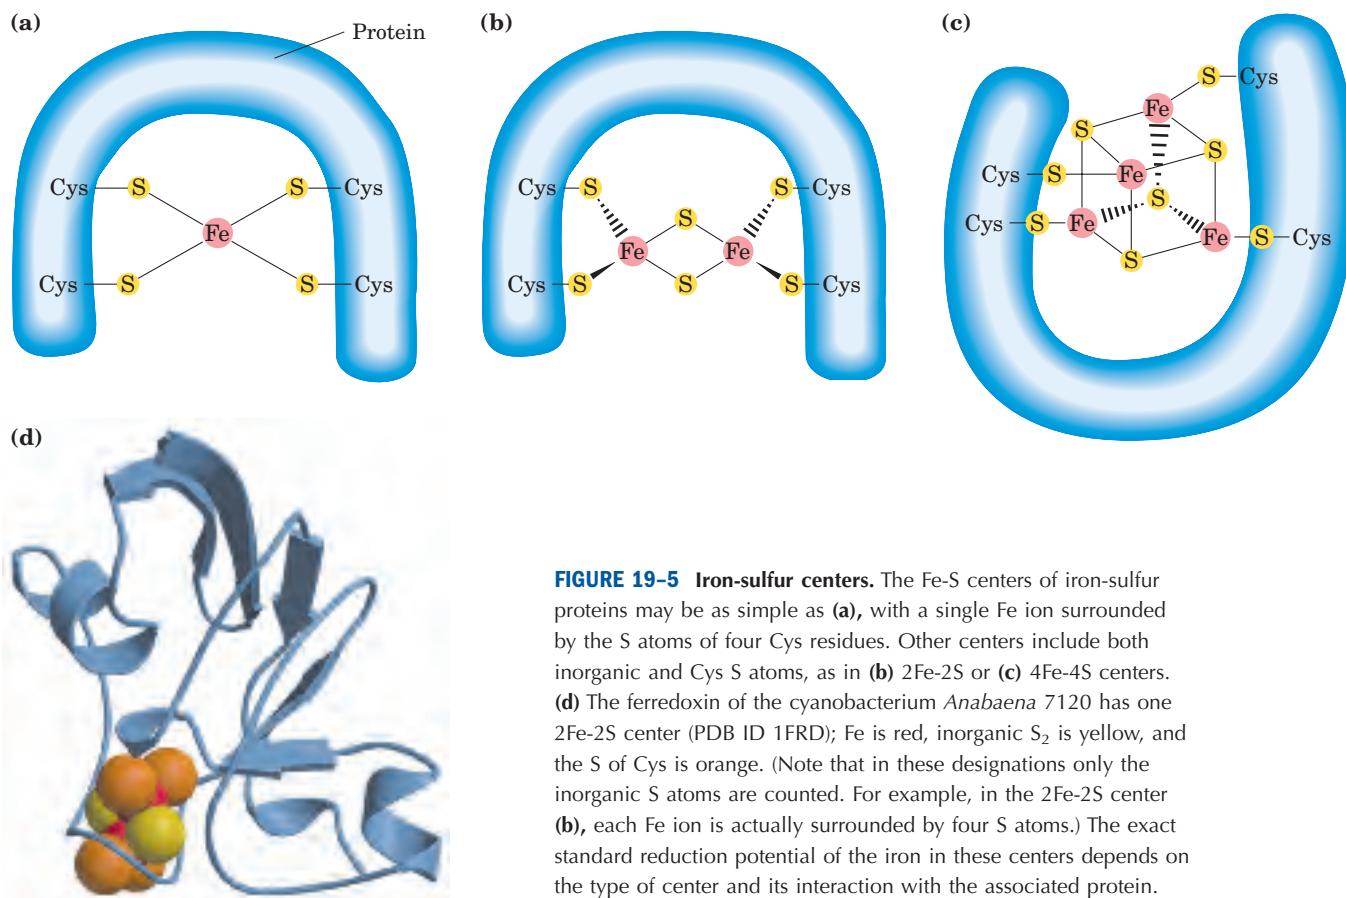 (a)
Protein
Cys S S Cys
Fe
Cys S S Cys
(b)
Cys S S Cys
S
Fe Fe
Cys S S S Cys
(c)
S Cys
Fe
S
S
Cys S Fe
S
Cys S Fe Fe S Cys
S
(d)
FIGURE 19–5 Iron-sulfur centers. The Fe-S centers of iron-sulfur
proteins may be as simple as (a), with a single Fe ion surrounded
by the S atoms of four Cys residues. Other centers include both
inorganic and Cys S atoms, as in (b) 2Fe-2S or (c) 4Fe-4S centers.
(d) The ferredoxin of the cyanobacterium Anabaena 7120 has one
2Fe-2S center (PDB ID 1FRD); Fe is red, inorganic S₂ is yellow, and
the S of Cys is orange. (Note that in these designations only the
inorganic S atoms are counted. For example, in the 2Fe-2S center
(b), each Fe ion is actually surrounded by four S atoms.) The exact
standard reduction potential of the iron in these centers depends on
the type of center and its interaction with the associated protein.